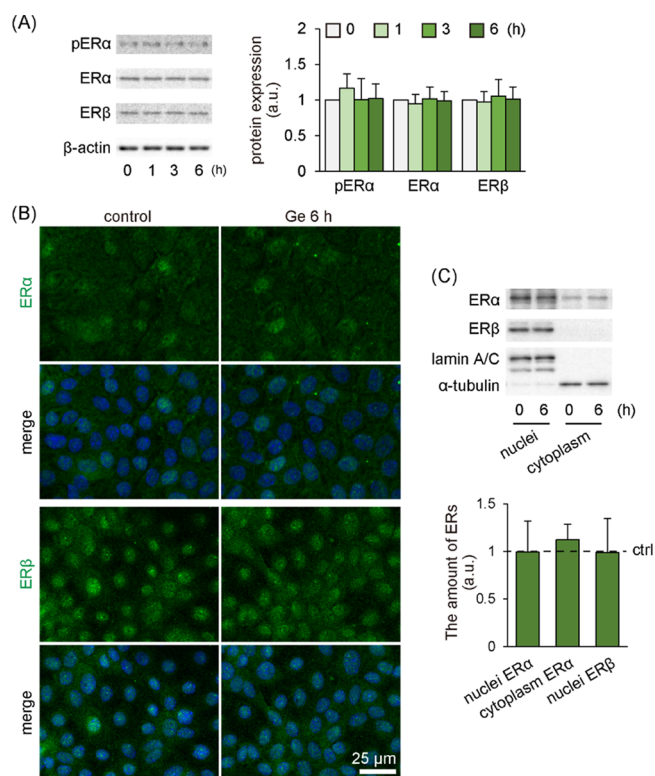 (A)
pERα
ERα
ERβ
β-actin
0 1 3 6 (h)
0 1 3 6 (h)
protein expression
(a.u.)
2
1.5
1
0.5
0
pERα ERα ERβ
(B)
control Ge 6 h
ERα
merge
ERβ
merge
25 µm
(C)
ERα
ERβ
lamin A/C
α-tubulin
0 6 0 6 (h)
nuclei cytoplasm
The amount of ERs
(a.u.)
1.5
1
0.5
0
ctrl
nuclei ERα
cytoplasm ERα
nuclei ERβ